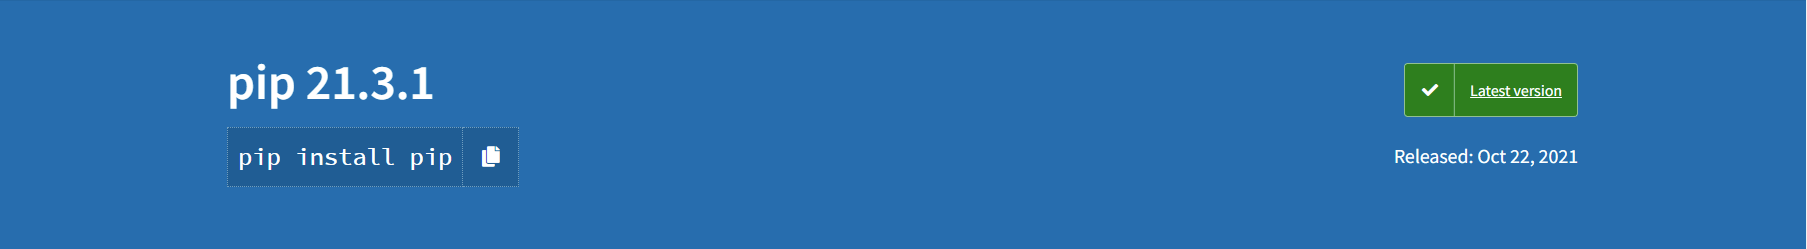 pip 21.3.1
pip install pip
Latest version
Released: Oct 22, 2021